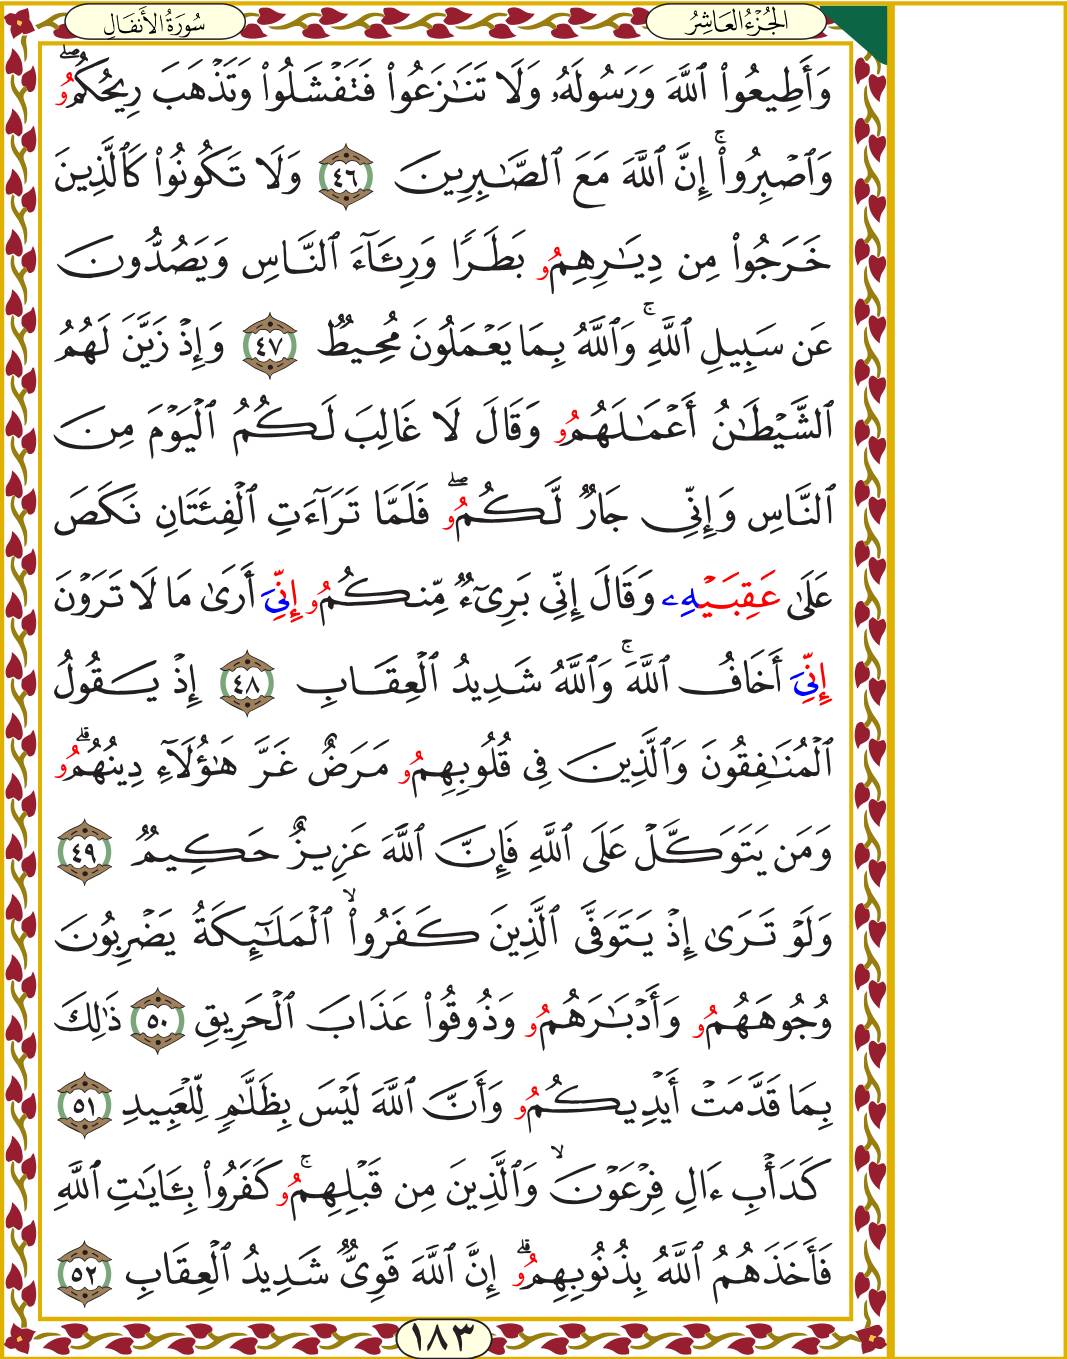 الجُزْءُ العَاشِرُ
سُورَةُ الأَنفَالِ
وَأَطِيعُواْ ٱللَّهَ وَرَسُولَهُۥ وَلَا تَنَـٰزَعُواْ فَتَفْشَلُواْ وَتَذْهَبَ رِيحُكُمُۥۖ
وَٱصْبِرُوٓاْۚ إِنَّ ٱللَّهَ مَعَ ٱلصَّـٰبِرِينَ ٤٦ وَلَا تَكُونُواْ كَٱلَّذِينَ
خَرَجُواْ مِن دِيَـٰرِهِمُۥ بَطَرًا وَرِئَآءَ ٱلنَّاسِ وَيَصُدُّونَ
عَن سَبِيلِ ٱللَّهِۚ وَٱللَّهُ بِمَا يَعْمَلُونَ مُحِيطٌ ٤٧ وَإِذْ زَيَّنَ لَهُمُ
ٱلشَّيْطَـٰنُ أَعْمَـٰلَهُمُۥ وَقَالَ لَا غَالِبَ لَكُمُ ٱلْيَوْمَ مِنَ
ٱلنَّاسِ وَإِنِّى جَارٌ لَّكُمُۥۖ فَلَمَّا تَرَآءَتِ ٱلْفِئَتَانِ نَكَصَ
عَلَىٰ عَقِبَيْهِۦ وَقَالَ إِنِّى بَرِىٓءٌ مِّنكُمُۥ إِنِّىَ أَرَىٰ مَا لَا تَرَوْنَ
إِنِّىَ أَخَافُ ٱللَّهَۚ وَٱللَّهُ شَدِيدُ ٱلْعِقَابِ ٤٨ إِذْ يَقُولُ
ٱلْمُنَـٰفِقُونَ وَٱلَّذِينَ فِى قُلُوبِهِمُۥ مَرَضٌ غَرَّ هَـٰٓؤُلَآءِ دِينُهُمُۥۗ
وَمَن يَتَوَكَّلْ عَلَى ٱللَّهِ فَإِنَّ ٱللَّهَ عَزِيزٌ حَكِيمٌ ٤٩
وَلَوْ تَرَىٰٓ إِذْ يَتَوَفَّى ٱلَّذِينَ كَفَرُواْۙ ٱلْمَلَـٰٓئِكَةُ يَضْرِبُونَ
وُجُوهَهُمُۥ وَأَدْبَـٰرَهُمُۥ وَذُوقُواْ عَذَابَ ٱلْحَرِيقِ ٥٠ ذَٰلِكَ
بِمَا قَدَّمَتْ أَيْدِيكُمُۥ وَأَنَّ ٱللَّهَ لَيْسَ بِظَلَّـٰمٍ لِّلْعَبِيدِ ٥١
كَدَأْبِ ءَالِ فِرْعَوْنَۙ وَٱلَّذِينَ مِن قَبْلِهِمُۥۚ كَفَرُواْ بِـَٔايَـٰتِ ٱللَّهِ
فَأَخَذَهُمُ ٱللَّهُ بِذُنُوبِهِمُۥۗ إِنَّ ٱللَّهَ قَوِىٌّ شَدِيدُ ٱلْعِقَابِ ٥٢
١٨٣